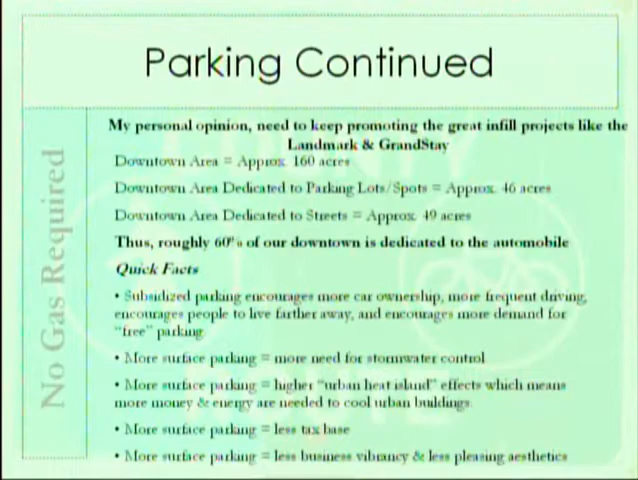 Parking Continued
No Gas Required
My personal opinion, need to keep promoting the great infill projects like the
Landmark & GrandStay
Downtown Area = Approx. 160 acres
Downtown Area Dedicated to Parking Lots/Spots = Approx. 46 acres
Downtown Area Dedicated to Streets = Approx. 49 acres
Thus, roughly 60% of our downtown is dedicated to the automobile
Quick Facts
• Subsidized parking encourages more car ownership, more frequent driving,
encourages people to live farther away, and encourages more demand for
"free" parking
• More surface parking = more need for stormwater control
• More surface parking = higher "urban heat island" effects which means
more money & energy are needed to cool urban buildings.
• More surface parking = less tax base
• More surface parking = less business vibrancy & less pleasing aesthetics